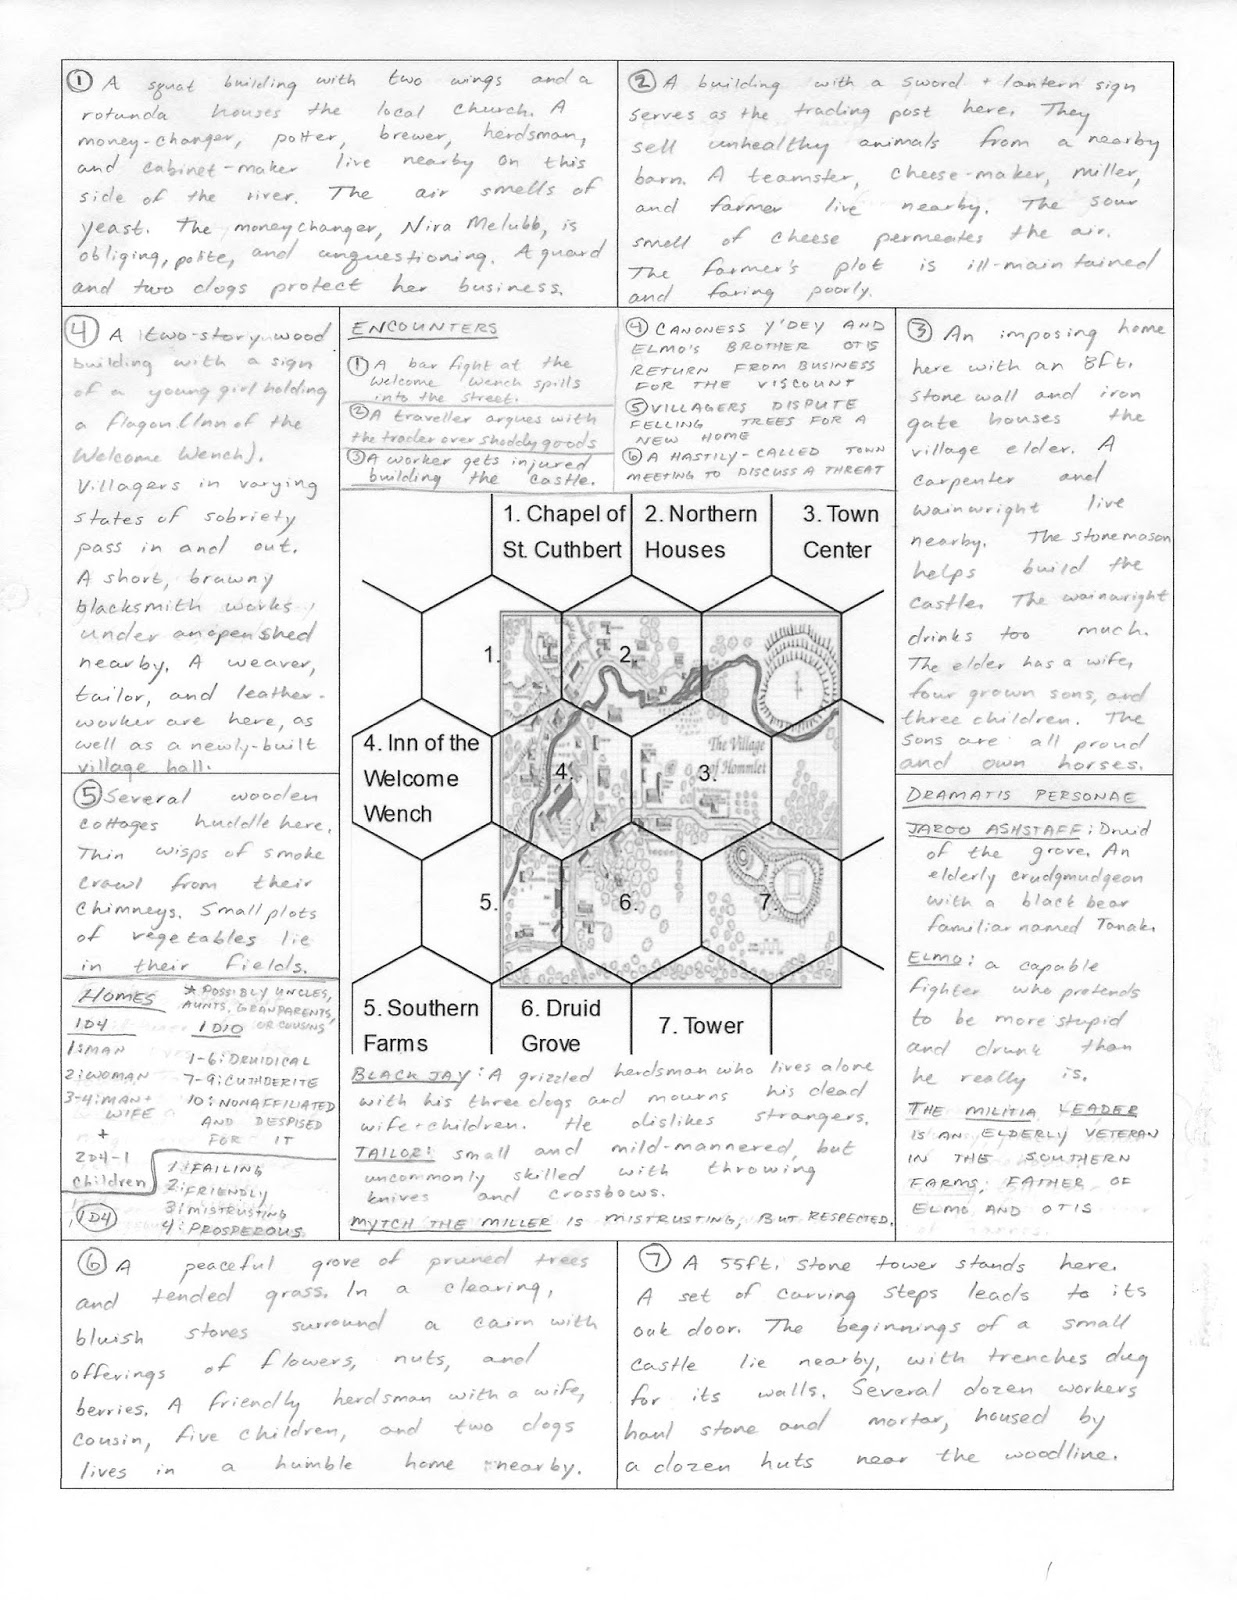 ① A squat building with two wings and a
rotunda houses the local church. A
money-changer, potter, brewer, herdsman,
and cabinet-maker live nearby on this
side of the river. The air smells of
yeast. The moneychanger, Nira Melubb, is
obliging, polite, and unquestioning. A guard
and two dogs protect her business.
② A building with a sword + lantern sign
serves as the trading post here. They
sell unhealthy animals from a nearby
barn. A teamster, cheese-maker, miller,
and farmer live nearby. The sour
smell of cheese permeates the air.
The farmer's plot is ill-maintained
and faring poorly.
④ A two-story wood
building with a sign
of a young girl holding
a flagon (Inn of the
Welcome Wench).
Villagers in varying
states of sobriety
pass in and out.
A short, brawny
blacksmith works
under an open shed
nearby. A weaver,
tailor, and leather-
worker are here, as
well as a newly-built
village hall.
ENCOUNTERS
① A bar fight at the
Welcome Wench spills
into the street.
② A traveller argues with
the trader over shoddy goods
③ A worker gets injured
building the castle.
④ CANONESS Y'DEY AND
ELMO'S BROTHER OTIS
RETURN FROM BUSINESS
FOR THE VISCOUNT
⑤ VILLAGERS DISPUTE
FELLING TREES FOR A
NEW HOME
⑥ A HASTILY-CALLED TOWN
MEETING TO DISCUSS A THREAT
③ An imposing home
here with an 8ft.
stone wall and iron
gate houses the
village elder. A
carpenter and
wainwright live
nearby. The stonemason
helps build the
castle. The wainwright
drinks too much.
The elder has a wife,
four grown sons, and
three children. The
sons are all proud
and own horses.
1. Chapel of
St. Cuthbert
2. Northern
Houses
3. Town
Center
1.
2.
The Village
of Hommlet
3.
4.
4. Inn of the
Welcome
Wench
5.
6.
7.
5. Southern
Farms
6. Druid
Grove
7. Tower
⑤ Several wooden
cottages huddle here.
Thin wisps of smoke
crawl from their
chimneys. Small plots
of vegetables lie
in their fields.
HOMES
* POSSIBLY UNCLES,
AUNTS, GRANPARENTS,
OR COUSINS
1D4
1: MAN
2: WOMAN
3-4: MAN +
WIFE
+
2D4-1
children
1D10
1-6: DRUIDICAL
7-9: CUTHBERITE
10: NONAFFILIATED
AND DESPISED
FOR IT
1D4
1: FAILING
2: FRIENDLY
3: MISTRUSTING
4: PROSPEROUS
BLACK JAY: A grizzled herdsman who lives alone
with his three dogs and mourns his dead
wife + children. He dislikes strangers.
TAILOR: small and mild-mannered, but
uncommonly skilled with throwing
knives and crossbows.
MYTCH THE MILLER IS MISTRUSTING, BUT RESPECTED.
DRAMATIS PERSONAE
JAROO ASHSTAFF: Druid
of the grove. An
elderly crudgmudgeon
with a black bear
familiar named Tonak.
ELMO: a capable
fighter who pretends
to be more stupid
and drunk than
he really is.
THE MILITIA LEADER
IS AN ELDERLY VETERAN
IN THE SOUTHERN
FARMS; FATHER OF
ELMO AND OTIS
⑥ A peaceful grove of pruned trees
and tended grass. In a clearing,
bluish stones surround a cairn with
offerings of flowers, nuts, and
berries. A friendly herdsman with a wife,
cousin, five children, and two dogs
lives in a humble home nearby.
⑦ A 55ft. stone tower stands here.
A set of curving steps leads to its
oak door. The beginnings of a small
castle lie nearby, with trenches dug
for its walls. Several dozen workers
haul stone and mortar, housed by
a dozen huts near the woodline.